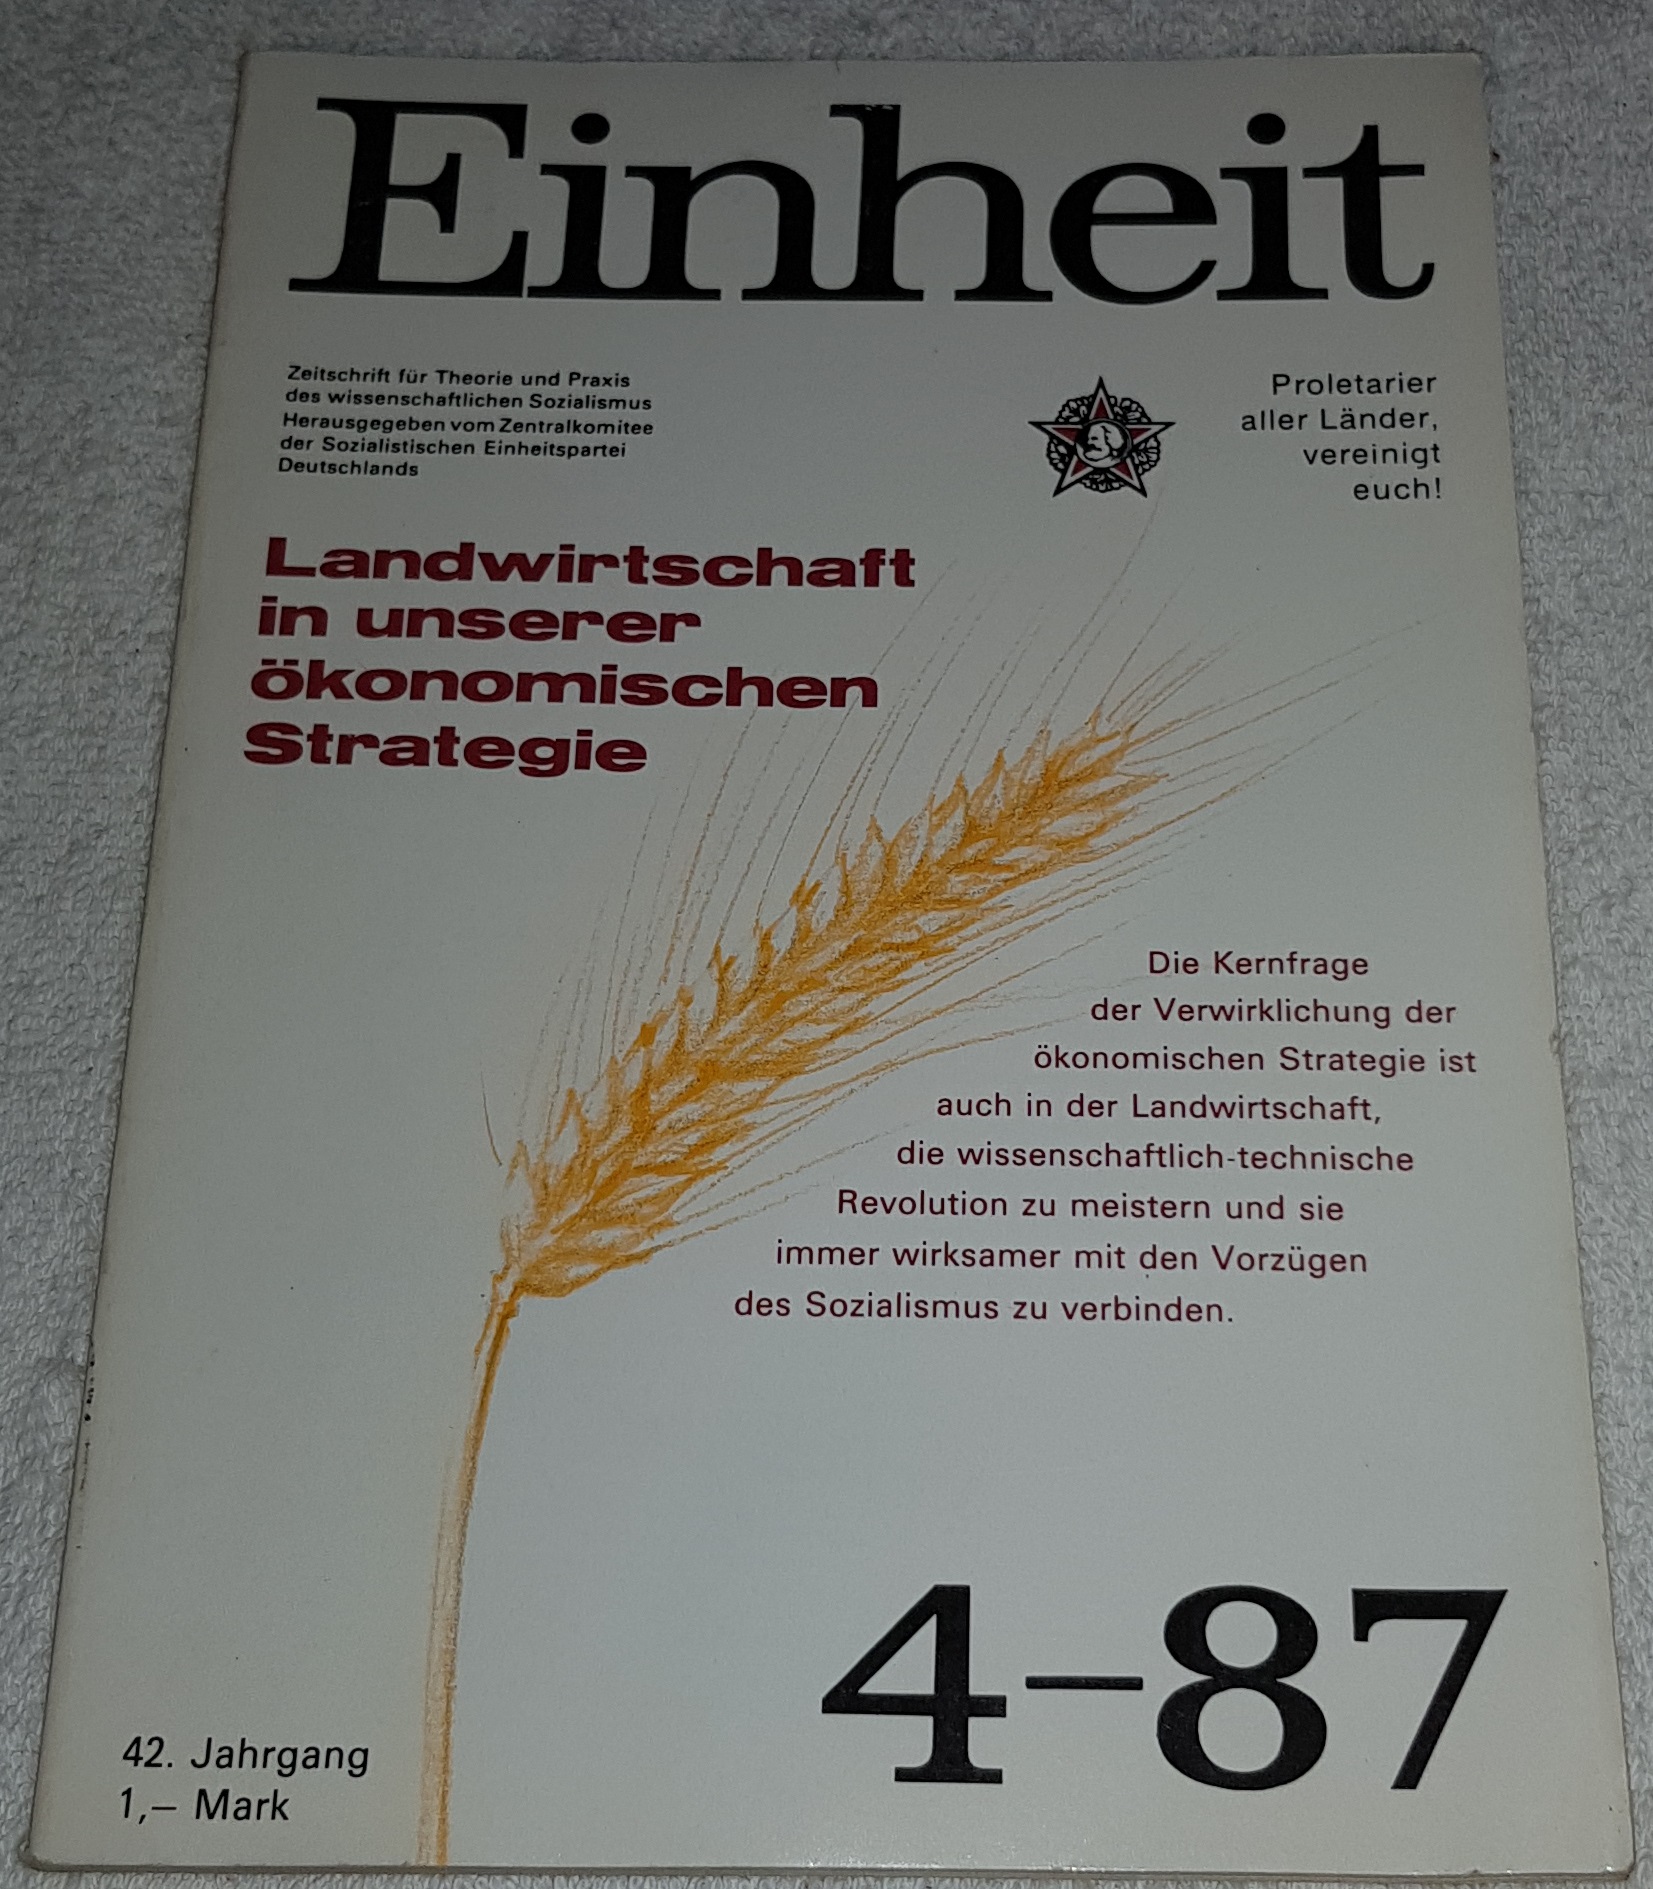 Einheit
Zeitschrift für Theorie und Praxis
des wissenschaftlichen Sozialismus
Herausgegeben vom Zentralkomitee
der Sozialistischen Einheitspartei
Deutschlands
Proletarier
aller Länder,
vereinigt
euch!
Landwirtschaft
in unserer
ökonomischen
Strategie
Die Kernfrage
der Verwirklichung der
ökonomischen Strategie ist
auch in der Landwirtschaft,
die wissenschaftlich-technische
Revolution zu meistern und sie
immer wirksamer mit den Vorzügen
des Sozialismus zu verbinden.
4–87
42. Jahrgang
1,– Mark